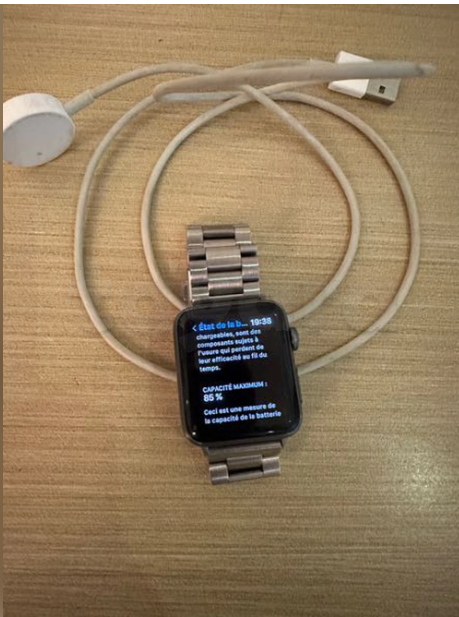 < État de la b... 19:38
chargeables, sont des
composants sujets à
l'usure qui perdent de
leur efficacité au fil du
temps.
CAPACITÉ MAXIMUM :
85 %
Ceci est une mesure de
la capacité de la batterie